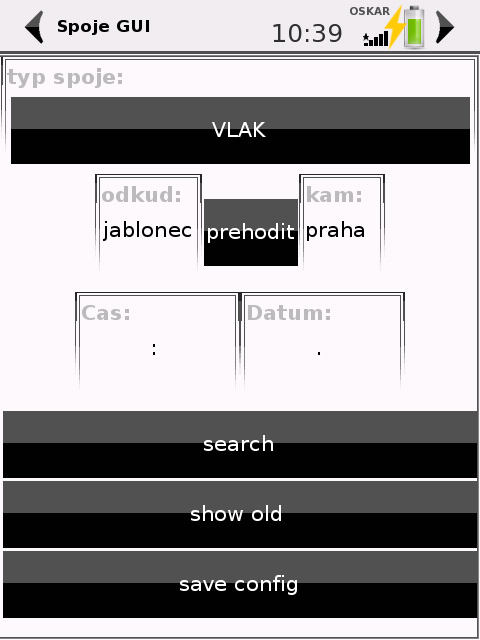 Spoje GUI
10:39
OSKAR
typ spoje:
VLAK
odkud:
jablonec
prehodit
kam:
praha
Cas:
:
Datum:
.
search
show old
save config